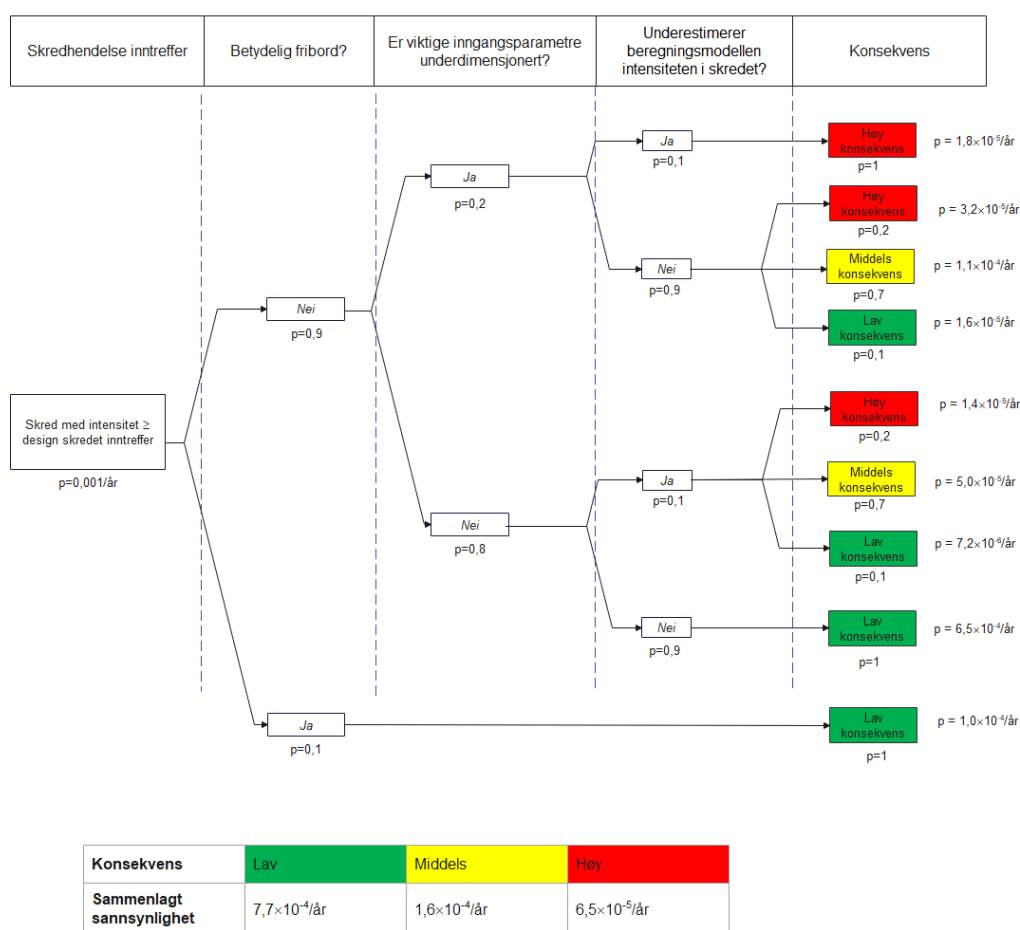 Skredhendelse inntreffer
Betydelig fribord?
Er viktige inngangsparametre
underdimensjonert?
Underestimerer
beregningsmodellen
intensiteten i skredet?
Konsekvens
Ja
p=0,1
Høy
konsekvens
p=1
p = 1,8×10⁻⁵/år
Ja
p=0,2
Høy
konsekvens
p=0,2
p = 3,2×10⁻⁵/år
Nei
p=0,9
Middels
konsekvens
p=0,7
p = 1,1×10⁻⁴/år
Nei
p=0,9
Lav
konsekvens
p=0,1
p = 1,6×10⁻⁵/år
Skred med intensitet ≥
design skredet inntreffer
p=0,001/år
Høy
konsekvens
p=0,2
p = 1,4×10⁻⁵/år
Ja
p=0,1
Middels
konsekvens
p=0,7
p = 5,0×10⁻⁵/år
Nei
p=0,8
Lav
konsekvens
p=0,1
p = 7,2×10⁻⁶/år
Nei
p=0,9
Lav
konsekvens
p=1
p = 6,5×10⁻⁴/år
Ja
p=0,1
Lav
konsekvens
p=1
p = 1,0×10⁻⁴/år
Konsekvens Lav Middels Høy
Sammenlagt
sannsynlighet 7,7×10⁻⁴/år 1,6×10⁻⁴/år 6,5×10⁻⁵/år